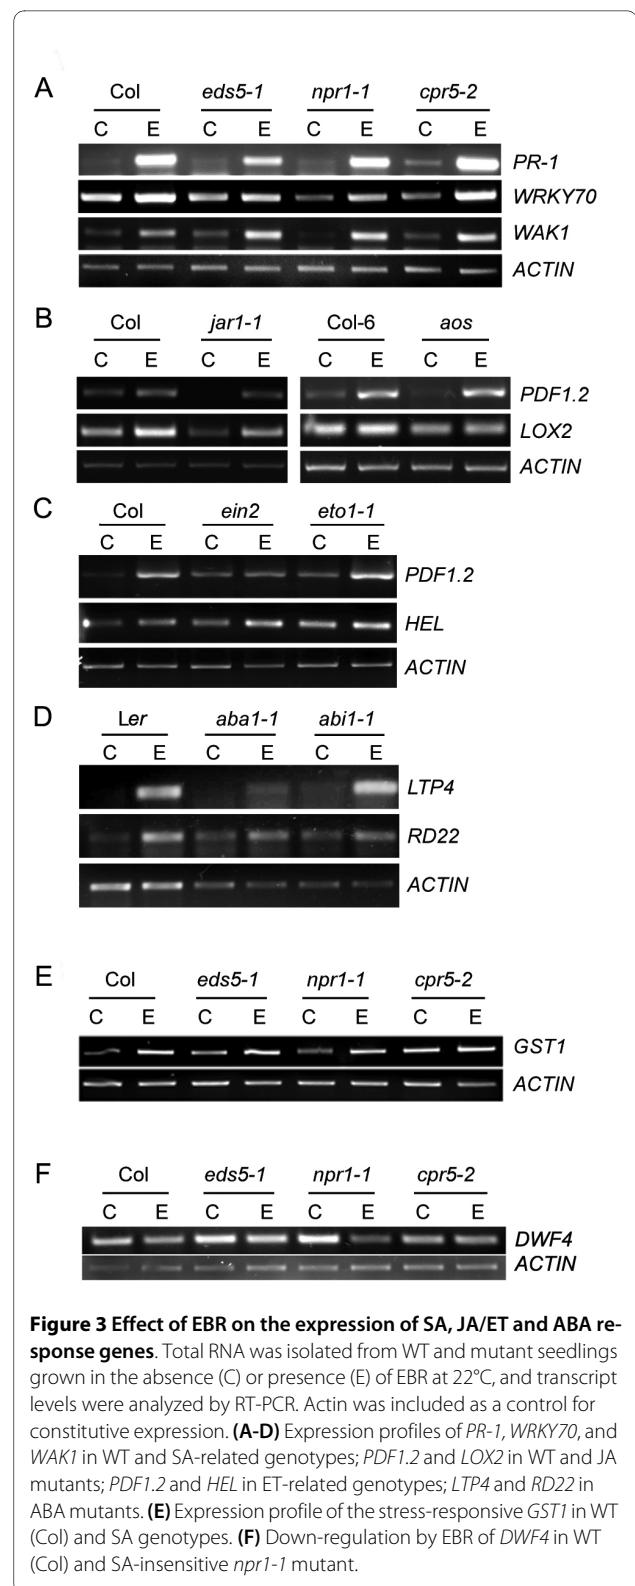 A
Col eds5-1 npr1-1 cpr5-2
C E C E C E C E
PR-1
WRKY70
WAK1
ACTIN
B
Col jar1-1 Col-6 aos
C E C E C E C E
PDF1.2
LOX2
ACTIN
C
Col ein2 eto1-1
C E C E C E
PDF1.2
HEL
ACTIN
D
Ler aba1-1 abi1-1
C E C E C E
LTP4
RD22
ACTIN
E
Col eds5-1 npr1-1 cpr5-2
C E C E C E C E
GST1
ACTIN
F
Col eds5-1 npr1-1 cpr5-2
C E C E C E C E
DWF4
ACTIN
Figure 3 Effect of EBR on the expression of SA, JA/ET and ABA re-
sponse genes. Total RNA was isolated from WT and mutant seedlings
grown in the absence (C) or presence (E) of EBR at 22°C, and transcript
levels were analyzed by RT-PCR. Actin was included as a control for
constitutive expression. (A-D) Expression profiles of PR-1, WRKY70, and
WAK1 in WT and SA-related genotypes; PDF1.2 and LOX2 in WT and JA
mutants; PDF1.2 and HEL in ET-related genotypes; LTP4 and RD22 in
ABA mutants. (E) Expression profile of the stress-responsive GST1 in WT
(Col) and SA genotypes. (F) Down-regulation by EBR of DWF4 in WT
(Col) and SA-insensitive npr1-1 mutant.